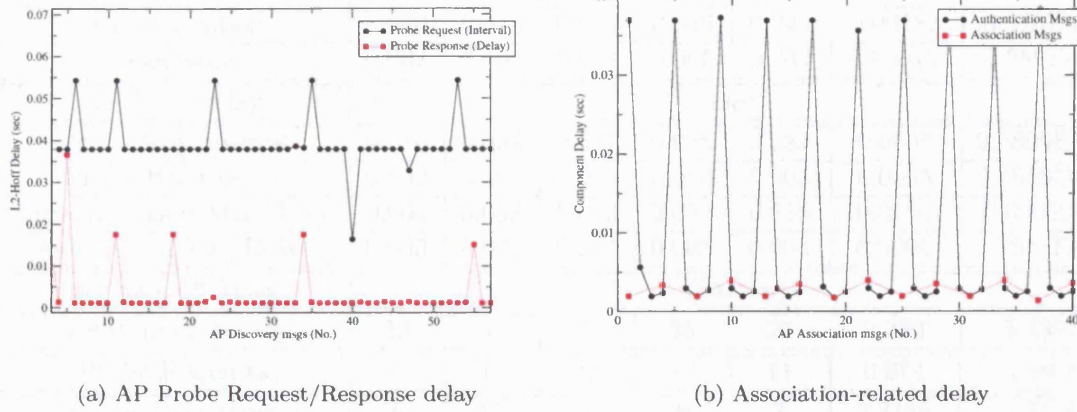 0.07
0.06
0.05
0.04
0.03
0.02
0.01
0
L2-Hoff Delay (sec)
Probe Request (Interval)
Probe Response (Delay)
10
20
30
40
50
AP Discovery msgs (No.)
(a) AP Probe Request/Response delay
0.03
0.02
0.01
0
Component Delay (sec)
Authentication Msgs
Association Msgs
0
10
20
30
40
AP Association msgs (No.)
(b) Association-related delay